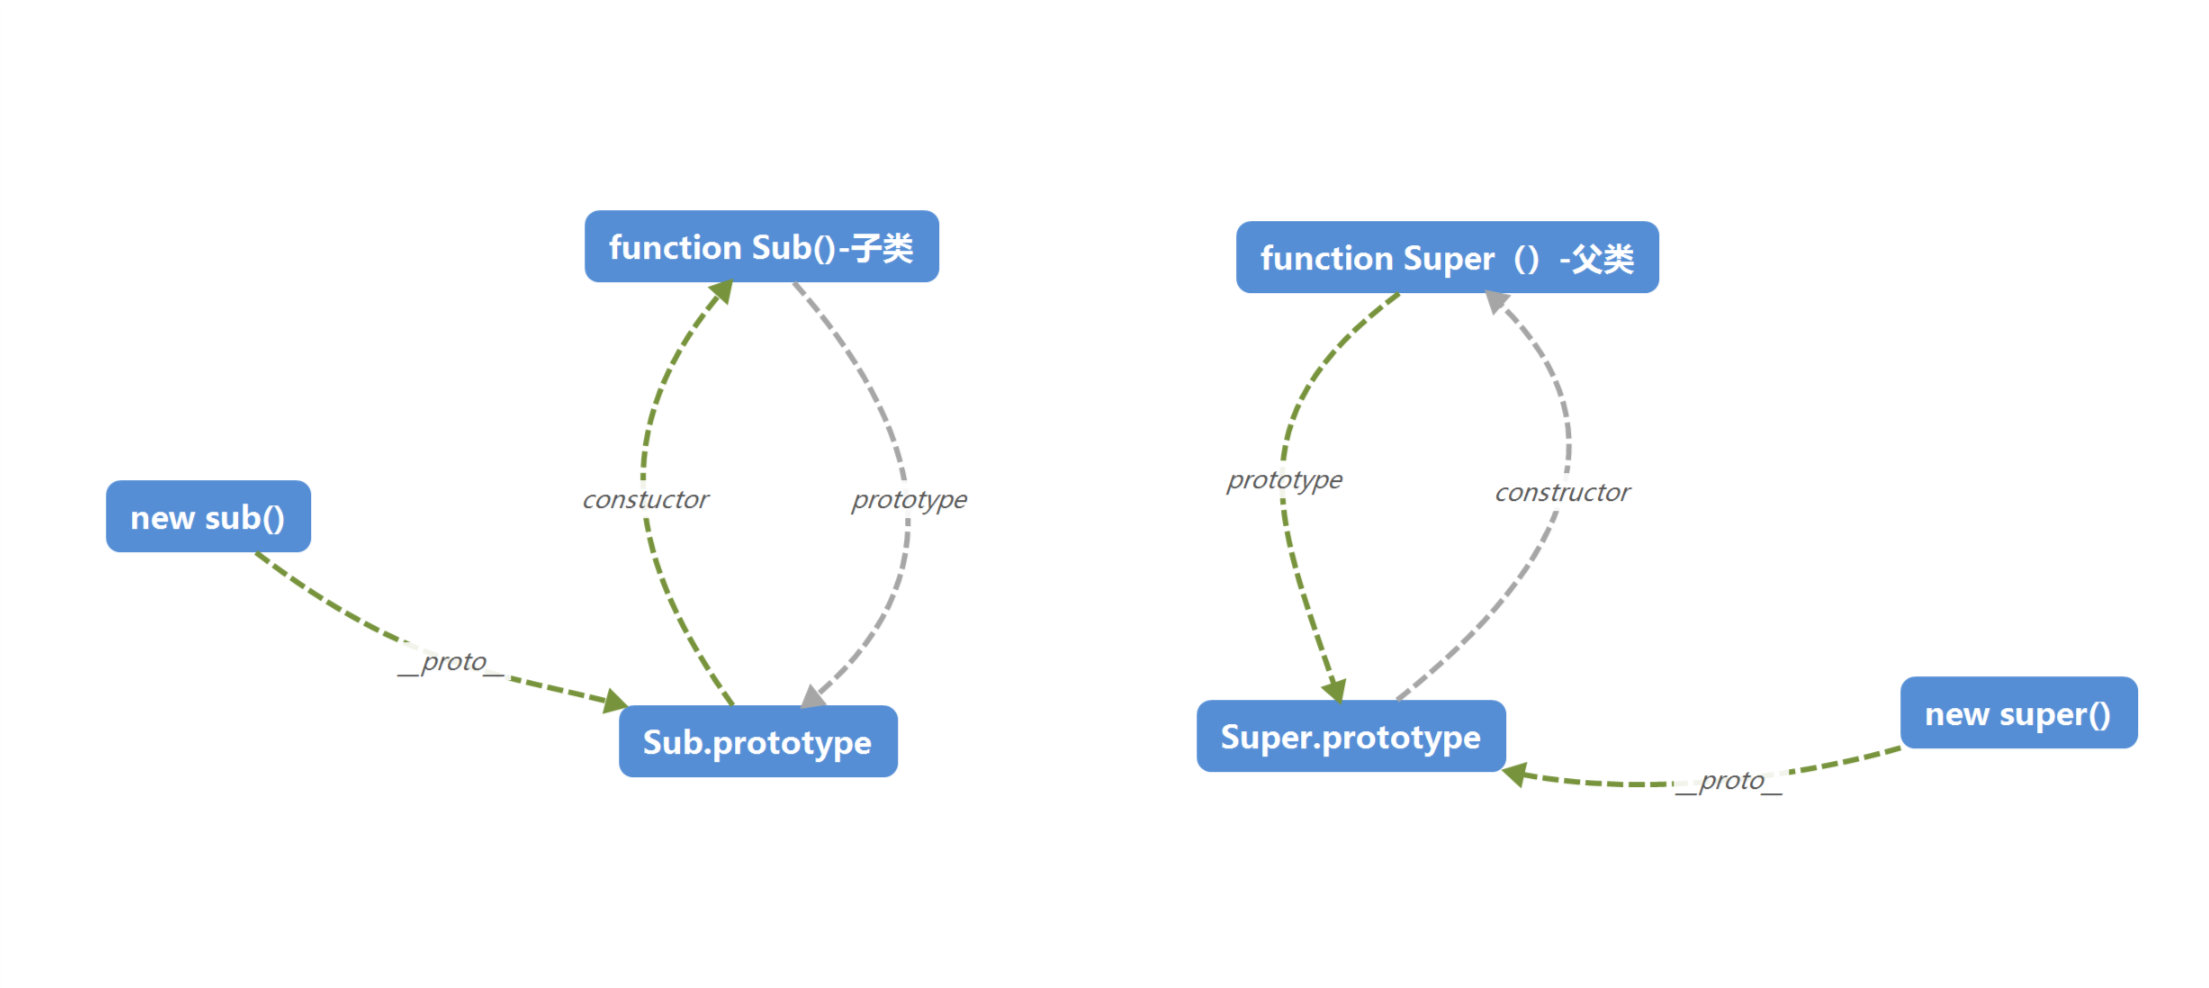 function Sub()-子类
function Super（）-父类
new sub()
constuctor
prototype
prototype
constructor
__proto__
Sub.prototype
Super.prototype
new super()
__proto__